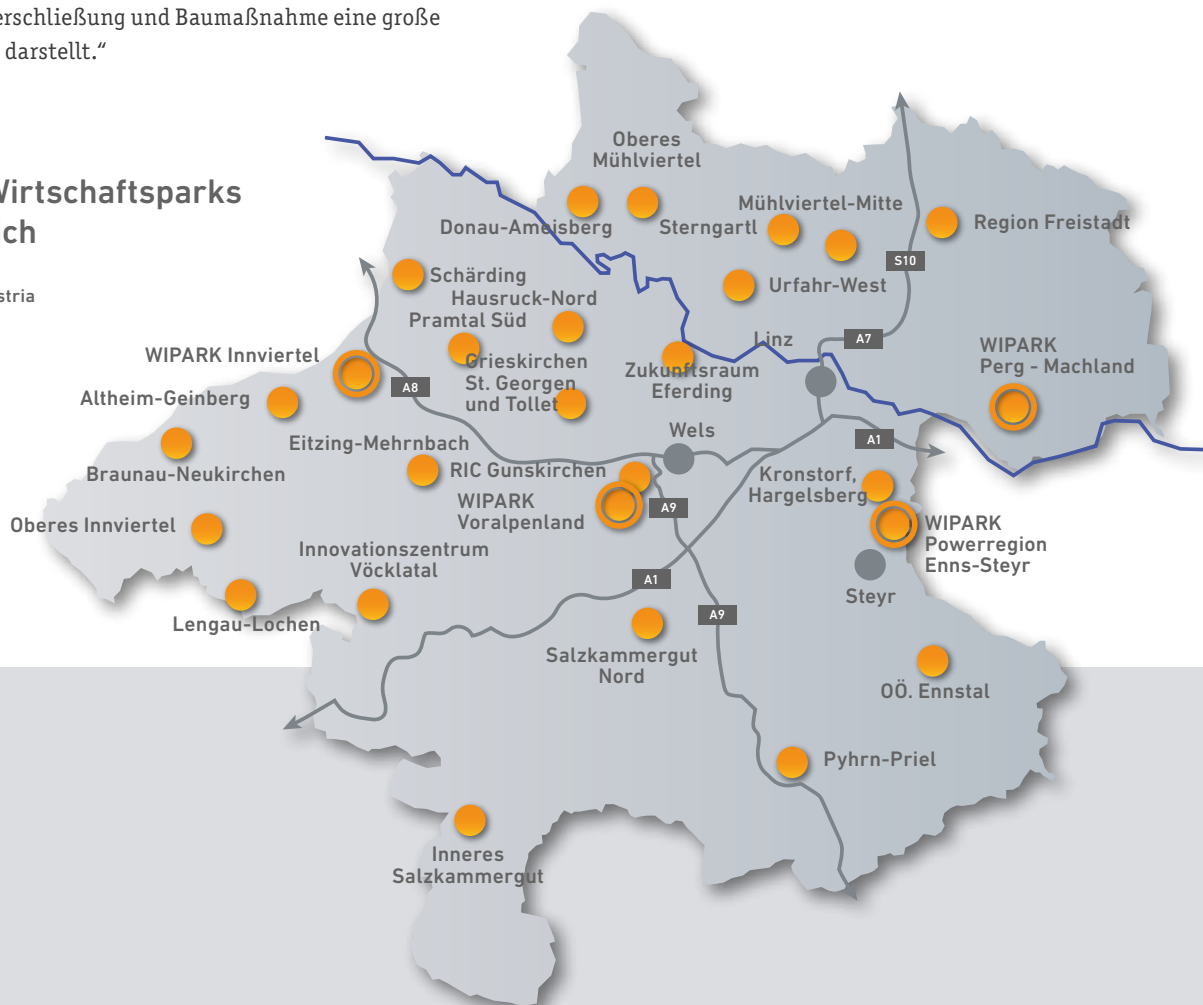 erschließung und Baumaßnahme eine große
darstellt.“
Wirtschaftsparks
ich
stria
Oberes
Mühlviertel
Donau-Ameisberg
Sterngartl
Mühlviertel-Mitte
Region Freistadt
S10
Urfahr-West
Schärding
Hausruck-Nord
Pramtal Süd
WIPARK Innviertel
Grieskirchen
St. Georgen
und Tollet
Zukunftsraum
Eferding
Linz
A7
WIPARK
Perg - Machland
A8
Altheim-Geinberg
Eitzing-Mehrnbach
Wels
A1
Braunau-Neukirchen
RIC Gunskirchen
WIPARK
Voralpenland
A9
Kronstorf,
Hargelsberg
Oberes Innviertel
WIPARK
Powerregion
Enns-Steyr
Innovationszentrum
Vöcklatal
A1
Steyr
Lengau-Lochen
A9
Salzkammergut
Nord
OÖ. Ennstal
Pyhrn-Priel
Inneres
Salzkammergut